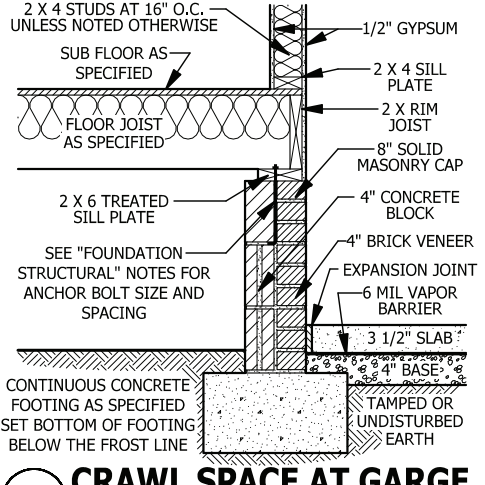 2 X 4 STUDS AT 16" O.C.
UNLESS NOTED OTHERWISE
SUB FLOOR AS
SPECIFIED
FLOOR JOIST
AS SPECIFIED
2 X 6 TREATED
SILL PLATE
SEE "FOUNDATION
STRUCTURAL" NOTES FOR
ANCHOR BOLT SIZE AND
SPACING
CONTINUOUS CONCRETE
FOOTING AS SPECIFIED
SET BOTTOM OF FOOTING
BELOW THE FROST LINE
1/2" GYPSUM
2 X 4 SILL
PLATE
2 X RIM
JOIST
8" SOLID
MASONRY CAP
4" CONCRETE
BLOCK
4" BRICK VENEER
EXPANSION JOINT
6 MIL VAPOR
BARRIER
3 1/2" SLAB
4" BASE
TAMPED OR
UNDISTURBED
EARTH
CRAWL SPACE AT GARGE